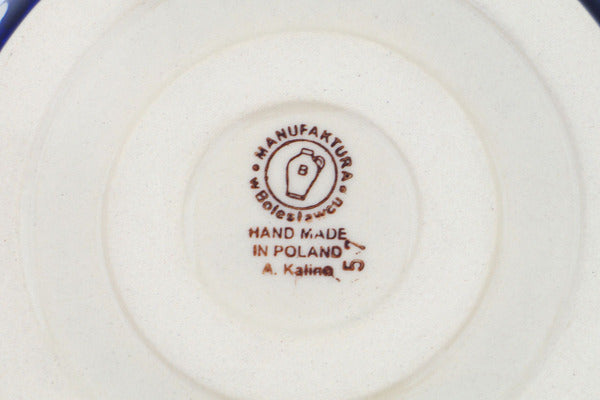 MANUFAKTURA
B
w Bolesławcu
HAND MADE
IN POLAND
A. Kalina
57